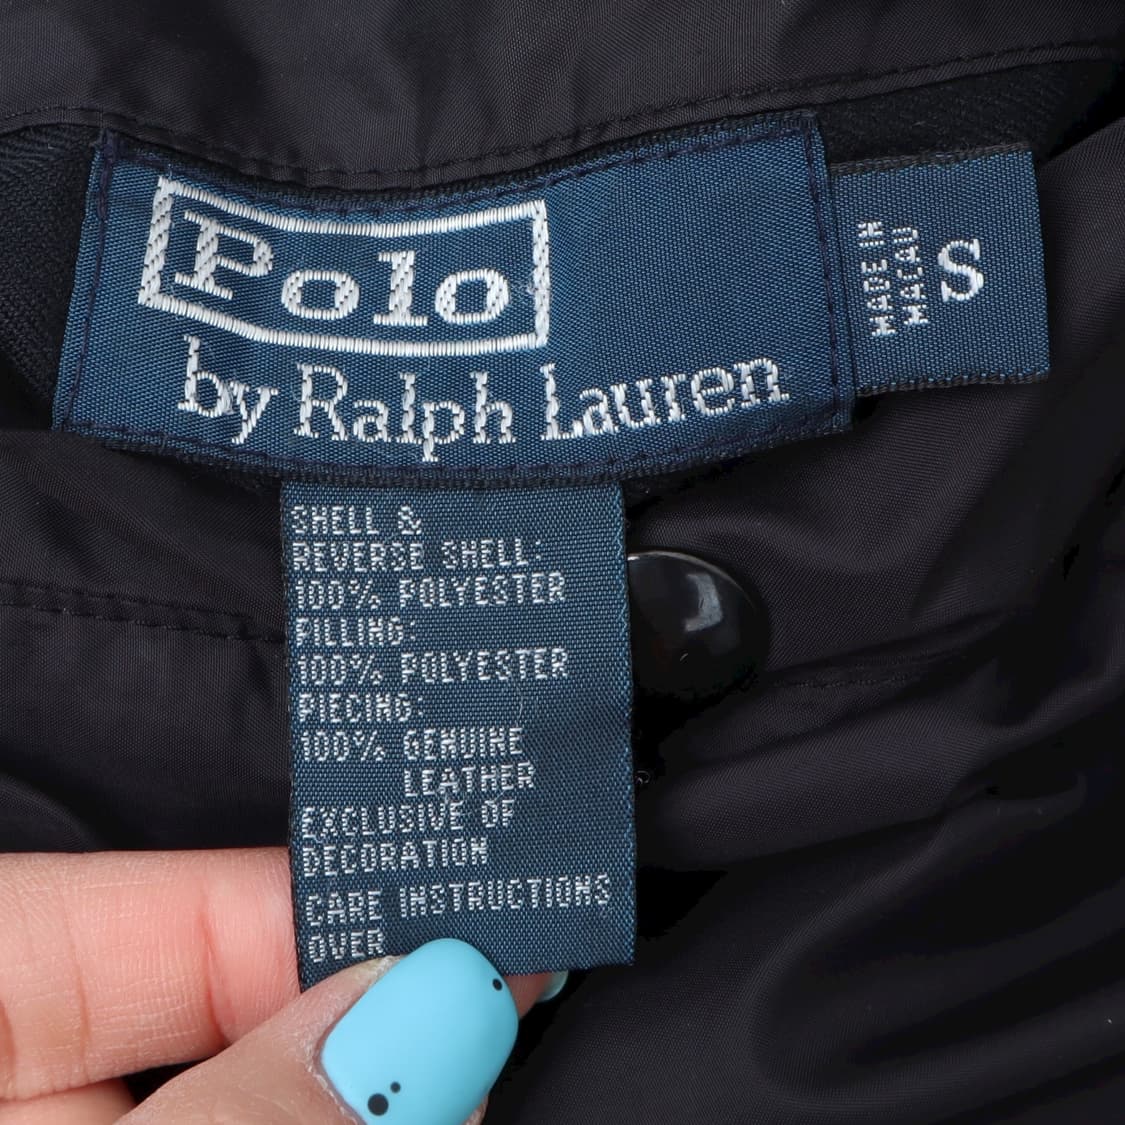 Polo
by Ralph Lauren
MADE IN
MACAU
S
SHELL &
REVERSE SHELL:
100% POLYESTER
FILLING:
100% POLYESTER
PIECING:
100% GENUINE
LEATHER
EXCLUSIVE OF
DECORATION
CARE INSTRUCTIONS
OVER